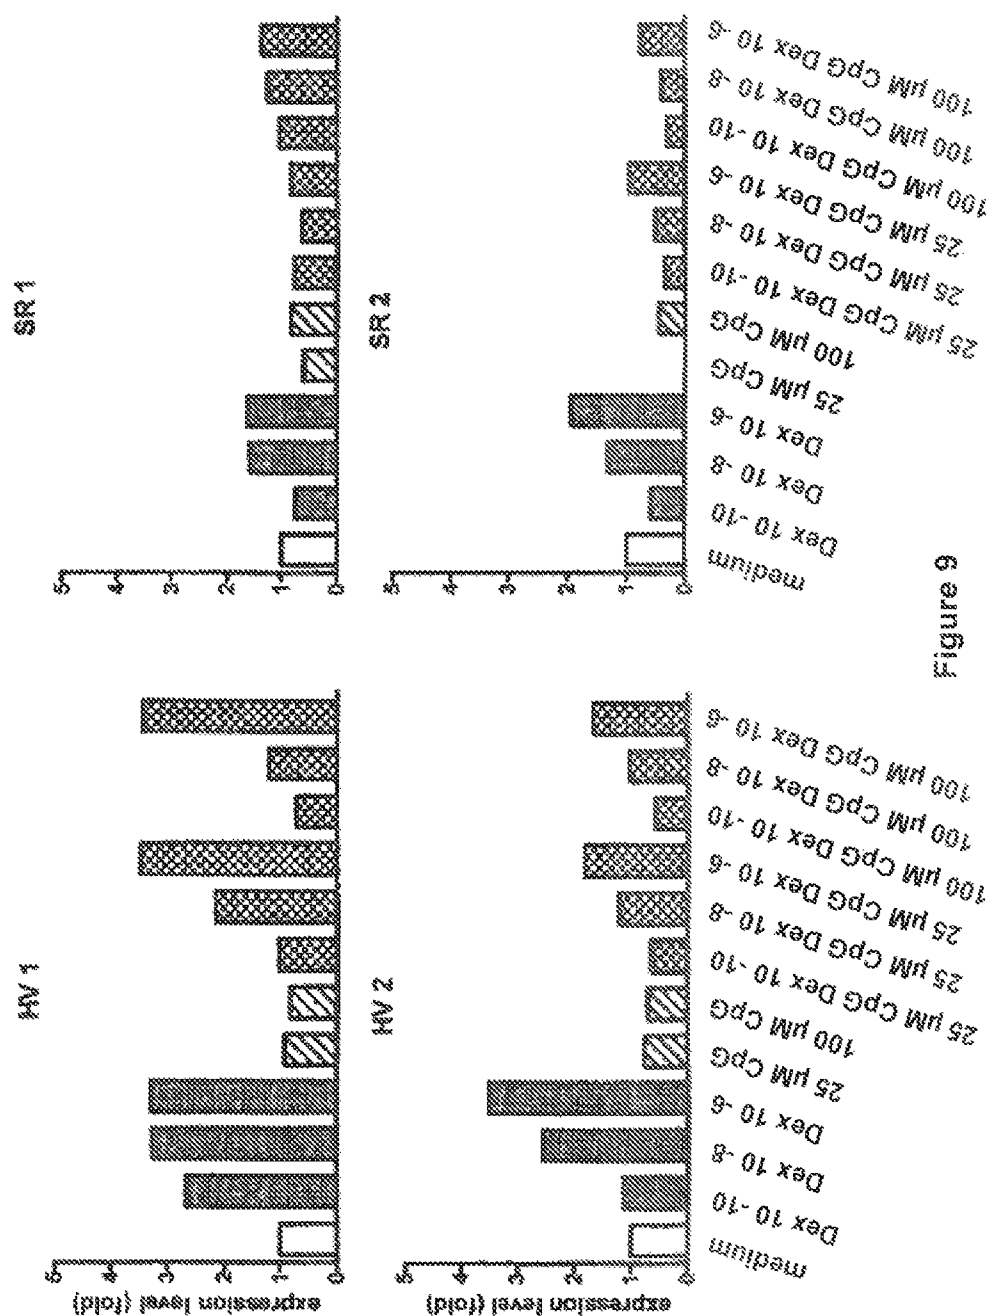 HV 1
expression level (fold)
5
4
3
2
1
0
SR 1
5
4
3
2
1
0
HV 2
expression level (fold)
5
4
3
2
1
0
medium
Dex 10 -10
Dex 10 -8
Dex 10 -6
25 µM CpG
100 µM CpG
25 µM CpG Dex 10 -10
25 µM CpG Dex 10 -8
25 µM CpG Dex 10 -6
100 µM CpG Dex 10 -10
100 µM CpG Dex 10 -8
100 µM CpG Dex 10 -6
SR 2
5
4
3
2
1
0
medium
Dex 10 -10
Dex 10 -8
Dex 10 -6
25 µM CpG
100 µM CpG
25 µM CpG Dex 10 -10
25 µM CpG Dex 10 -8
25 µM CpG Dex 10 -6
100 µM CpG Dex 10 -10
100 µM CpG Dex 10 -8
100 µM CpG Dex 10 -6
Figure 9